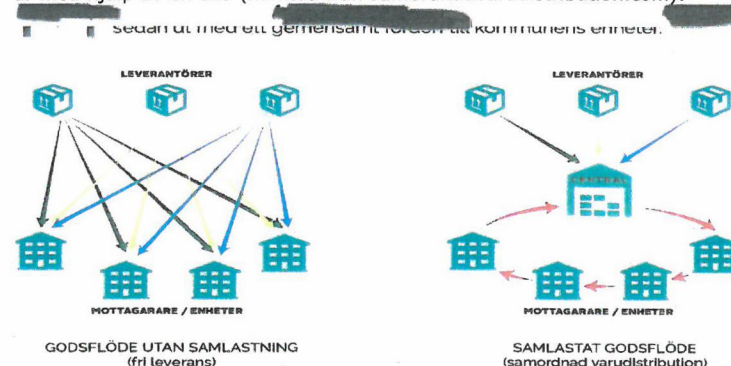 sedan ut med ett gemensamt fordon till kommunens enheter.
LEVERANTÖRER
MOTTAGARARE / ENHETER
GODSFLÖDE UTAN SAMLASTNING
(fri leverans)
LEVERANTÖRER
CENTRAL
MOTTAGARARE / ENHETER
SAMLASTAT GODSFLÖDE
(samordnad varudistribution)